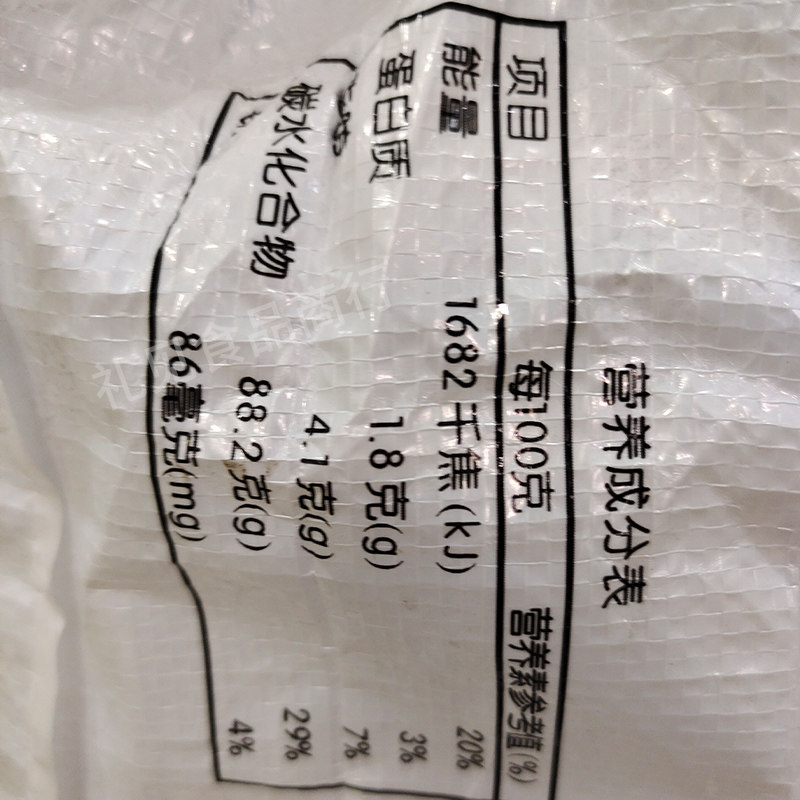 营养成分表
项目 每100克 营养素参考值(%)
能量 1682千焦(kJ) 20%
蛋白质 1.8克(g) 3%
4.1克(g) 7%
碳水化合物 88.2克(g) 29%
86毫克(mg) 4%